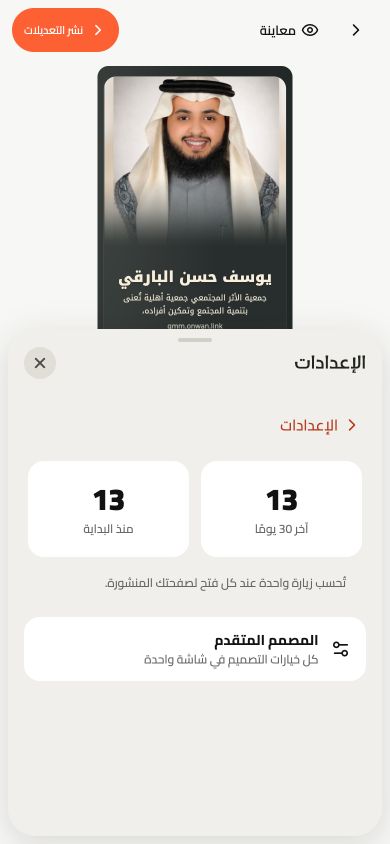 معاينة
نشر التعديلات
يوسف حسن البارقي
جمعية الأثر المجتمعي جمعية أهلية تُعنى
بتنمية المجتمع وتمكين أفراده،
qmm.onwan.link
الإعدادات
الإعدادات
13
آخر 30 يومًا
13
منذ البداية
تُحسب زيارة واحدة عند كل فتح لصفحتك المنشورة.
المصمم المتقدم
كل خيارات التصميم في شاشة واحدة